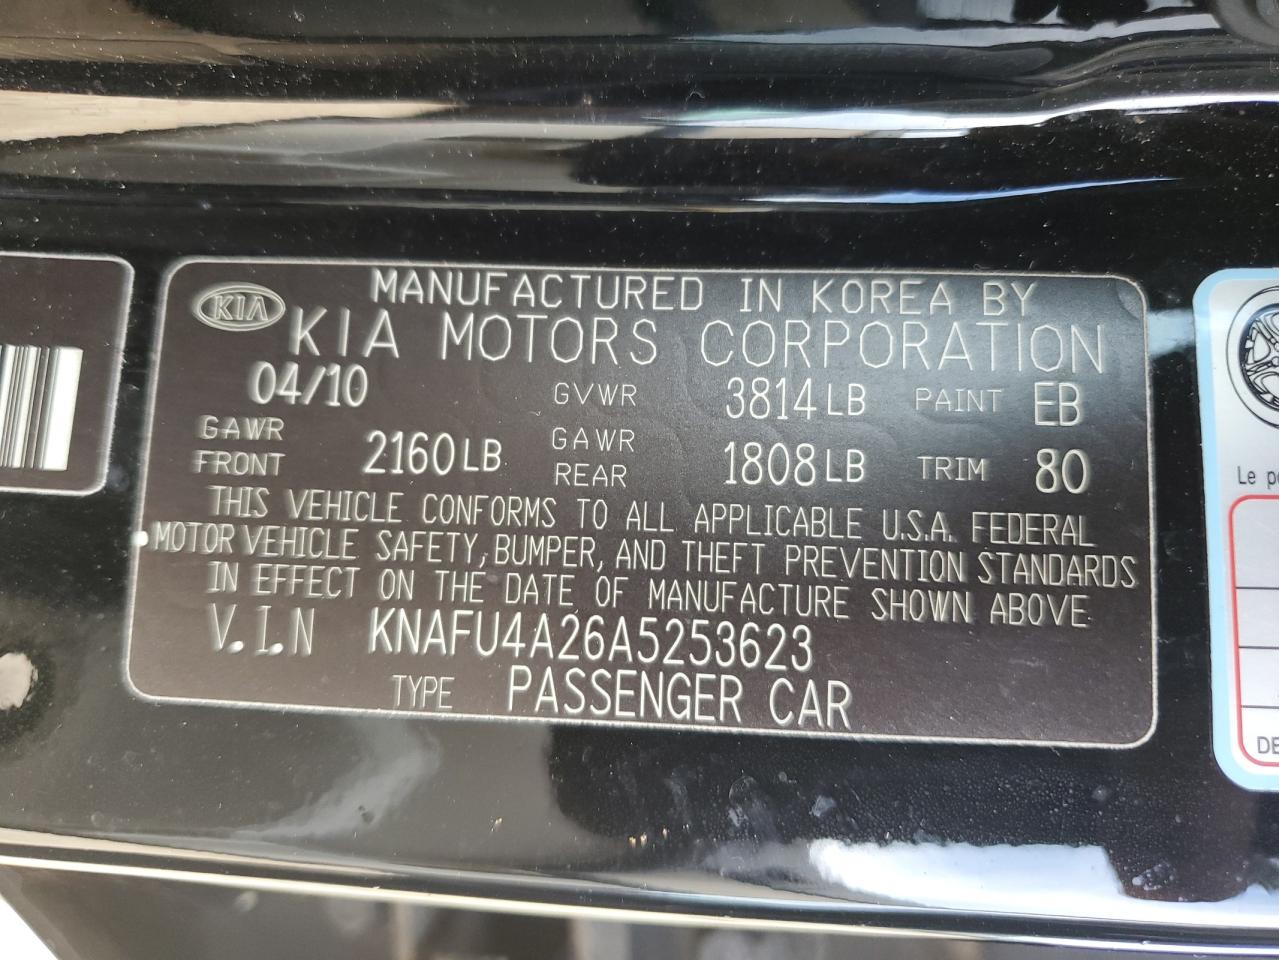 KIA
MANUFACTURED IN KOREA BY
KIA MOTORS CORPORATION
04/10 GVWR 3814LB PAINT EB
GAWR FRONT 2160LB GAWR REAR 1808LB TRIM 80
THIS VEHICLE CONFORMS TO ALL APPLICABLE U.S.A. FEDERAL
MOTOR VEHICLE SAFETY, BUMPER, AND THEFT PREVENTION STANDARDS
IN EFFECT ON THE DATE OF MANUFACTURE SHOWN ABOVE.
V.I.N KNAFU4A26A5253623
TYPE PASSENGER CAR
Le
DE